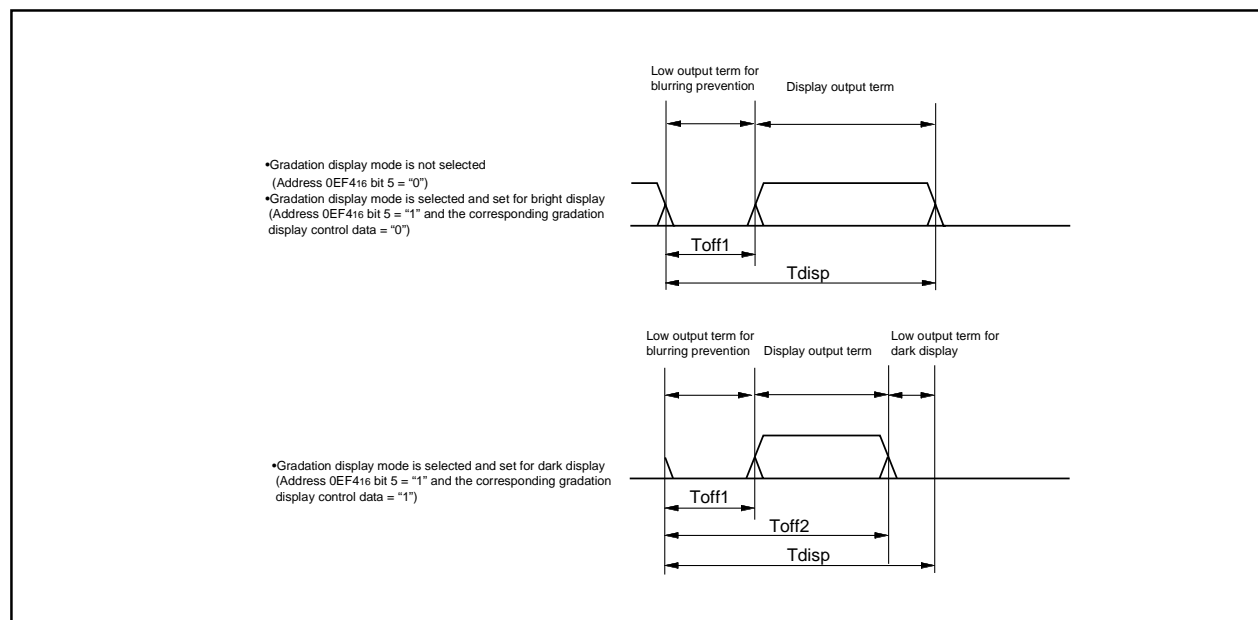 Low output term for
blurring prevention
Display output term
•Gradation display mode is not selected
(Address 0EF416 bit 5 = “0”)
•Gradation display mode is selected and set for bright display
(Address 0EF416 bit 5 = “1” and the corresponding gradation
display control data = “0”)
Toff1
Tdisp
Low output term for
blurring prevention
Display output term
Low output term for
dark display
•Gradation display mode is selected and set for dark display
(Address 0EF416 bit 5 = “1” and the corresponding gradation
display control data = “1”)
Toff1
Toff2
Tdisp